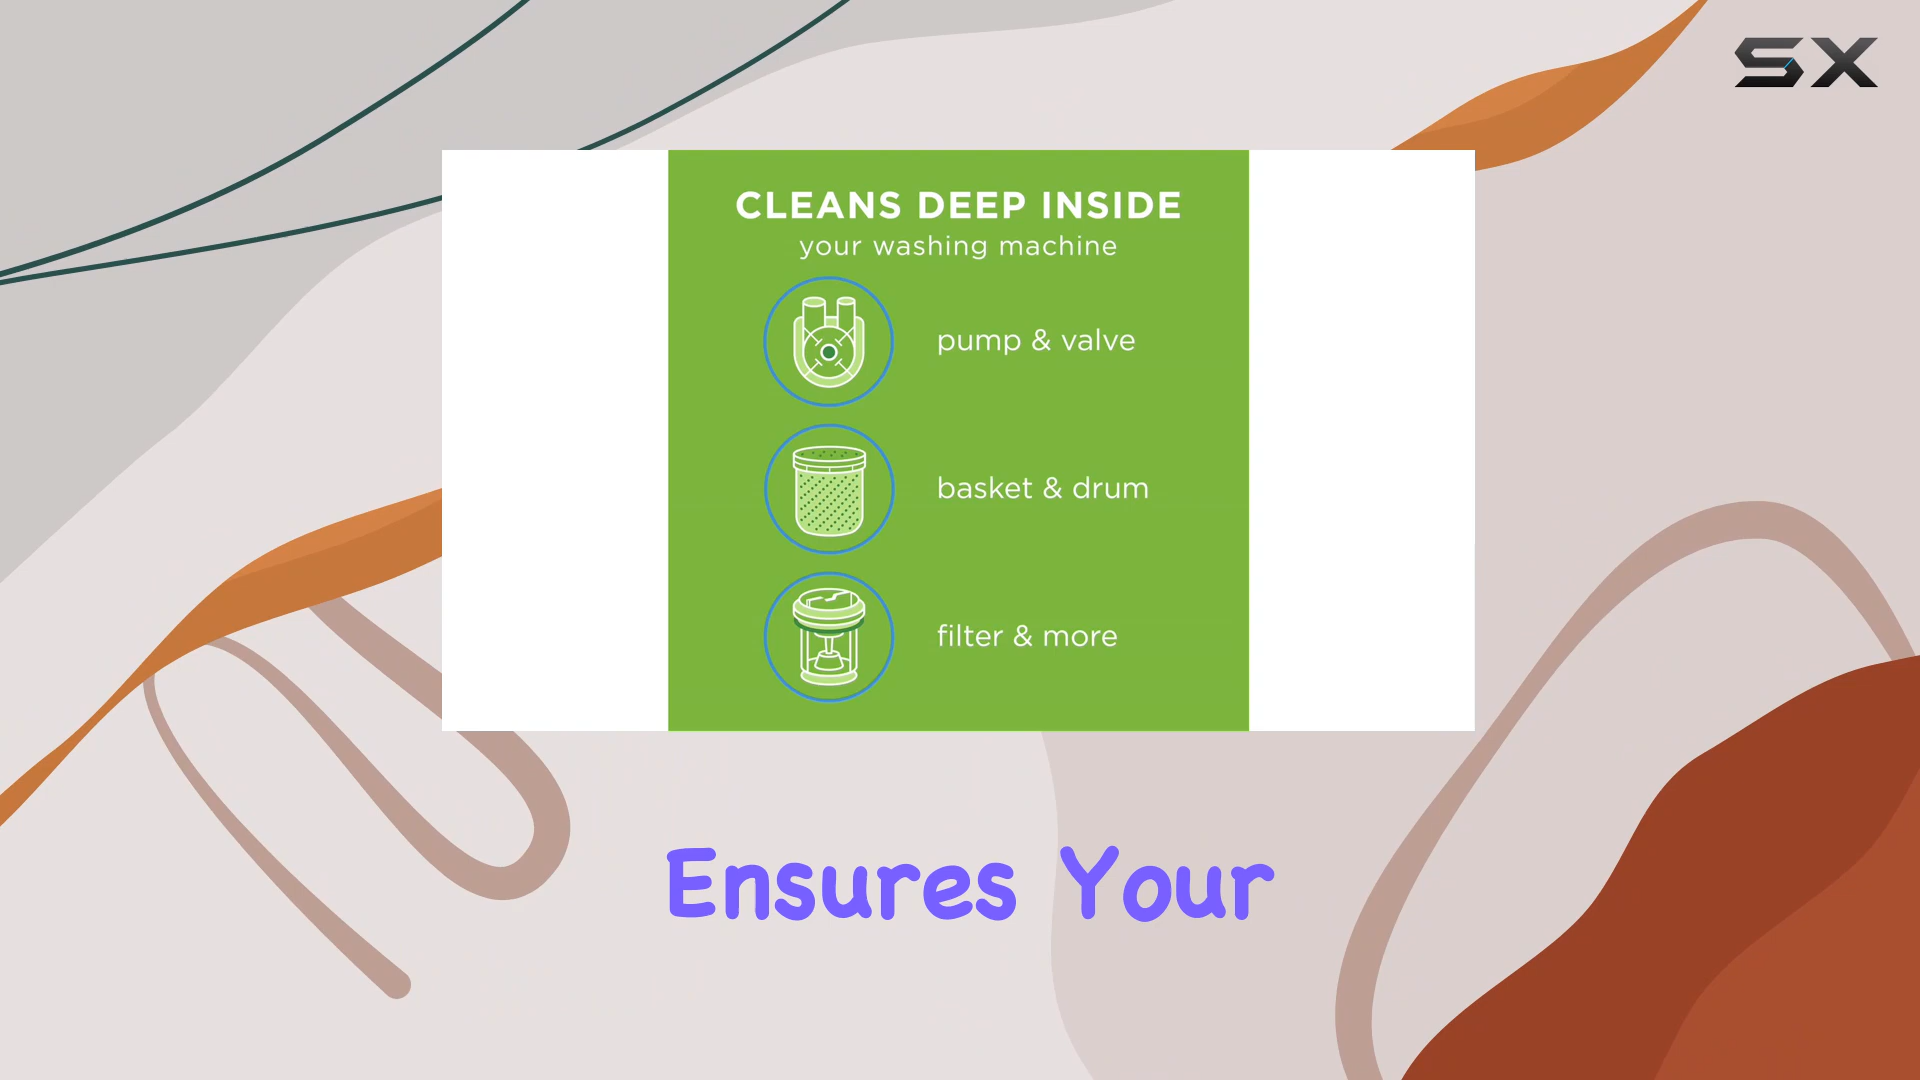 SX
CLEANS DEEP INSIDE
your washing machine
pump & valve
basket & drum
filter & more
Ensures Your